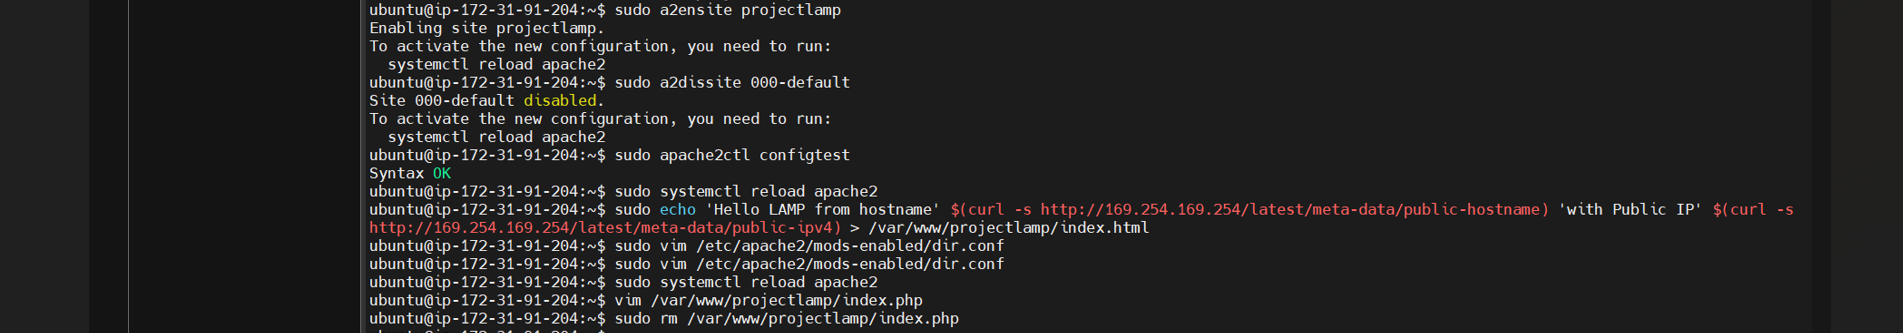 ubuntu@ip-172-31-91-204:~$ sudo a2ensite projectlamp
Enabling site projectlamp.
To activate the new configuration, you need to run:
  systemctl reload apache2
ubuntu@ip-172-31-91-204:~$ sudo a2dissite 000-default
Site 000-default disabled.
To activate the new configuration, you need to run:
  systemctl reload apache2
ubuntu@ip-172-31-91-204:~$ sudo apache2ctl configtest
Syntax OK
ubuntu@ip-172-31-91-204:~$ sudo systemctl reload apache2
ubuntu@ip-172-31-91-204:~$ sudo echo 'Hello LAMP from hostname' $(curl -s http://169.254.169.254/latest/meta-data/public-hostname) 'with Public IP' $(curl -s
http://169.254.169.254/latest/meta-data/public-ipv4) > /var/www/projectlamp/index.html
ubuntu@ip-172-31-91-204:~$ sudo vim /etc/apache2/mods-enabled/dir.conf
ubuntu@ip-172-31-91-204:~$ sudo vim /etc/apache2/mods-enabled/dir.conf
ubuntu@ip-172-31-91-204:~$ sudo systemctl reload apache2
ubuntu@ip-172-31-91-204:~$ vim /var/www/projectlamp/index.php
ubuntu@ip-172-31-91-204:~$ sudo rm /var/www/projectlamp/index.php